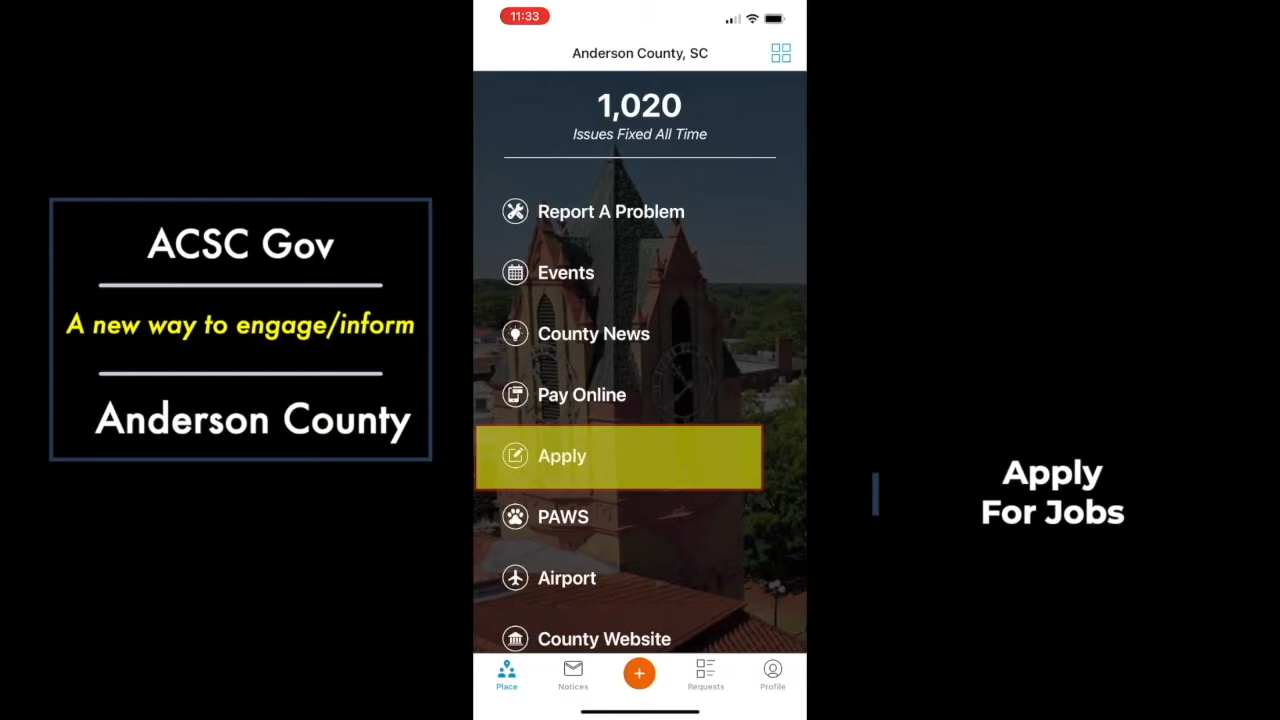 ACSC Gov
A new way to engage/inform
Anderson County
11:33
Anderson County, SC
1,020
Issues Fixed All Time
Report A Problem
Events
County News
Pay Online
Apply
PAWS
Airport
County Website
Place
Notices
Requests
Profile
Apply
For Jobs